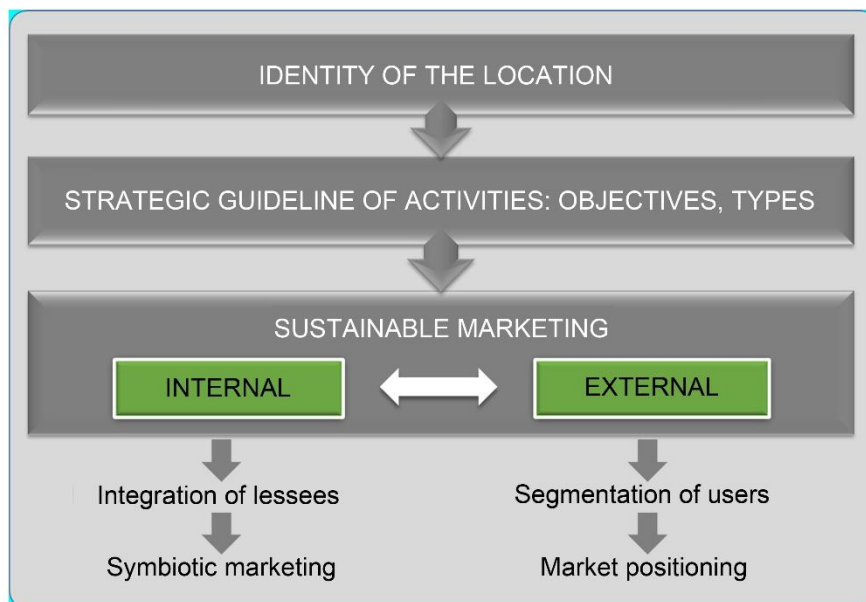 IDENTITY OF THE LOCATION
STRATEGIC GUIDELINE OF ACTIVITIES: OBJECTIVES, TYPES
SUSTAINABLE MARKETING
INTERNAL
EXTERNAL
Integration of lessees
Segmentation of users
Symbiotic marketing
Market positioning